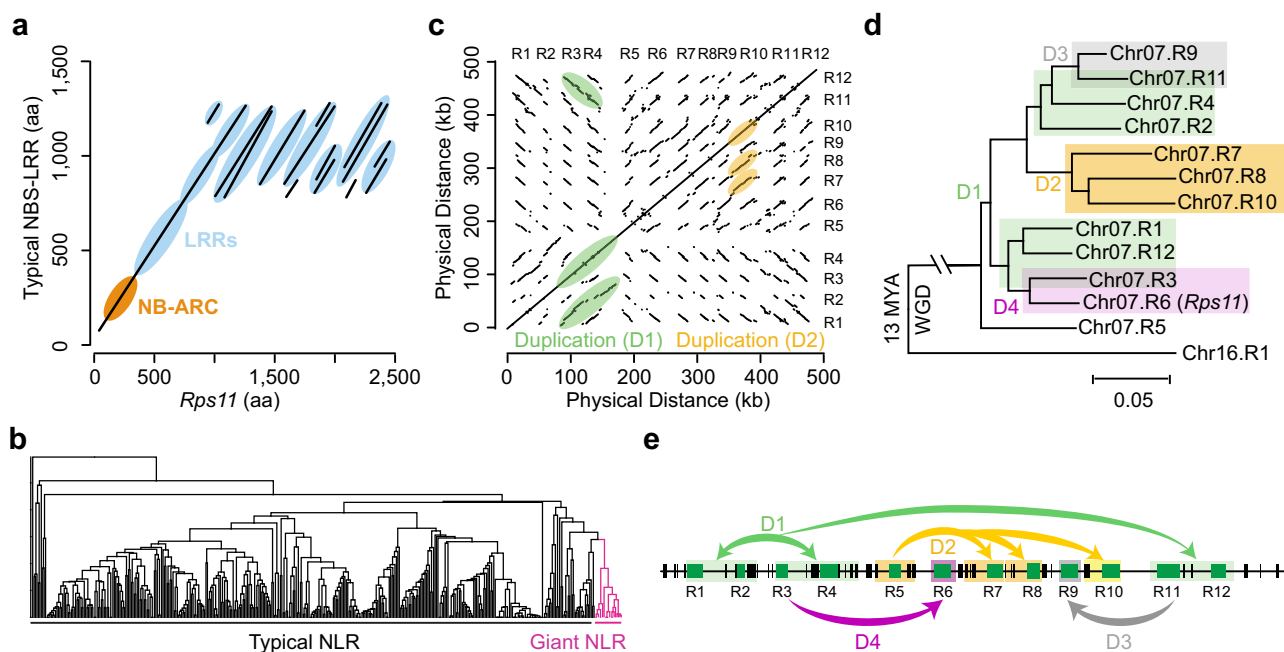 a
Typical NBS-LRR (aa)
1,500
1,000
500
0
LRRs
NB-ARC
0 500 1,500 2,500
Rps11 (aa)
b
Typical NLR
Giant NLR
c
R1 R2 R3 R4 R5 R6 R7 R8 R9 R10 R11 R12
Physical Distance (kb)
500
400
300
200
100
0
R12
R11
R10
R9
R8
R7
R6
R5
R4
R3
R2
R1
Duplication (D1) Duplication (D2)
0 100 200 300 400 500
Physical Distance (kb)
d
D3
Chr07.R9
Chr07.R11
Chr07.R4
Chr07.R2
Chr07.R7
D2
Chr07.R8
D1
Chr07.R10
Chr07.R1
Chr07.R12
Chr07.R3
D4
Chr07.R6 (Rps11)
Chr07.R5
13 MYA
WGD
Chr16.R1
0.05
e
D1
D2
R1 R2 R3 R4 R5 R6 R7 R8 R9 R10 R11 R12
D4
D3